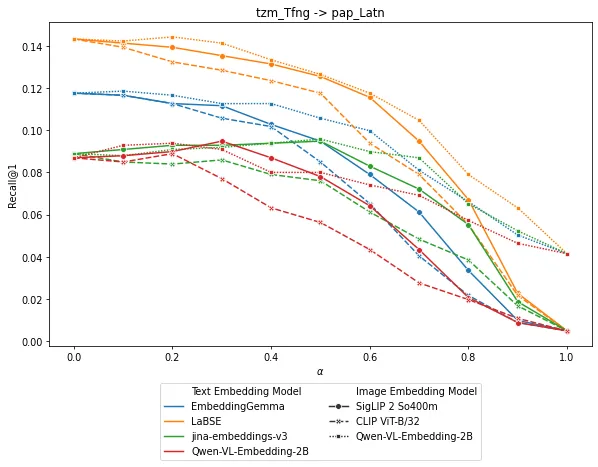 tzm_Tfng -> pap_Latn
Recall@1
0.14
0.12
0.10
0.08
0.06
0.04
0.02
0.00
0.0 0.2 0.4 0.6 0.8 1.0
α
Text Embedding Model
EmbeddingGemma
LaBSE
jina-embeddings-v3
Qwen-VL-Embedding-2B
Image Embedding Model
SigLIP 2 So400m
CLIP ViT-B/32
Qwen-VL-Embedding-2B